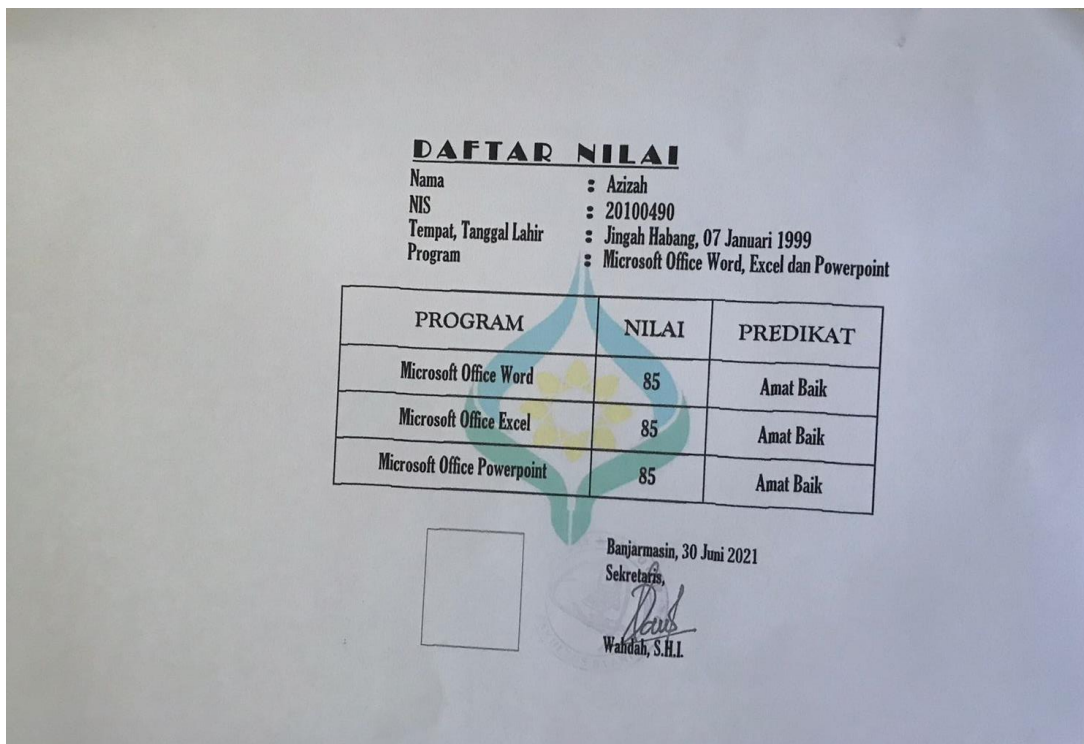 DAFTAR NILAI
Nama : Azizah
NIS : 20100490
Tempat, Tanggal Lahir : Jingah Habang, 07 Januari 1999
Program : Microsoft Office Word, Excel dan Powerpoint
PROGRAM NILAI PREDIKAT
Microsoft Office Word 85 Amat Baik
Microsoft Office Excel 85 Amat Baik
Microsoft Office Powerpoint 85 Amat Baik
Banjarmasin, 30 Juni 2021
Sekretaris,
Wahdah, S.H.I.